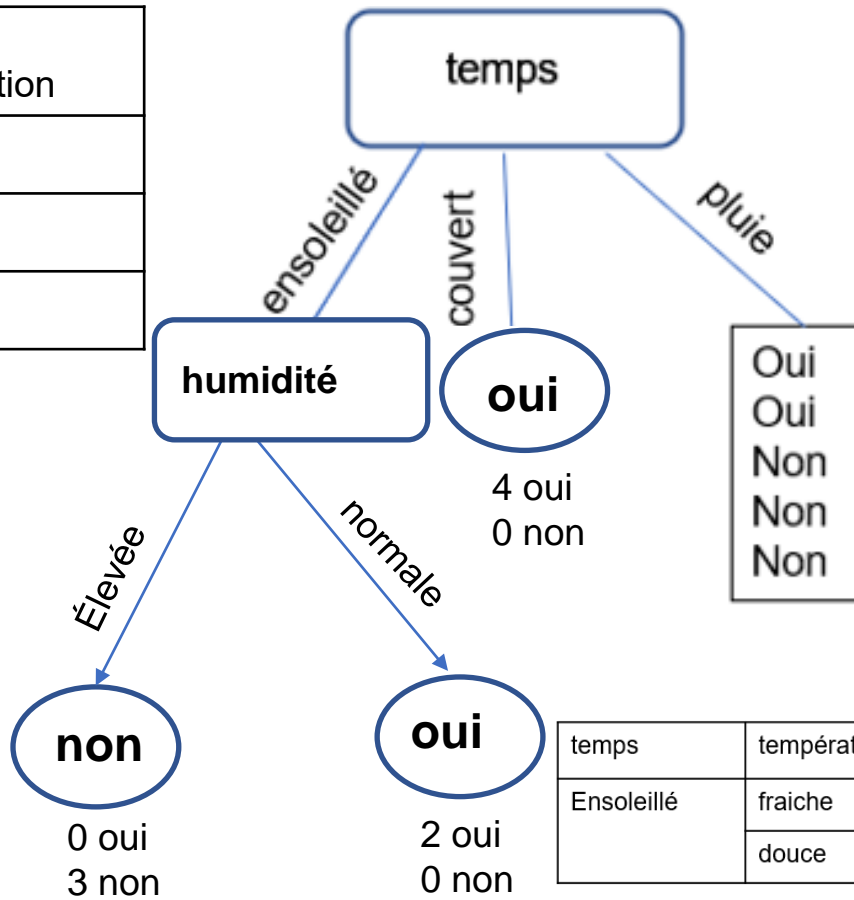 temps
ensoleillé
couvert
pluie
humidité
oui
4 oui
0 non
Oui
Oui
Non
Non
Non
Élevée
normale
non
0 oui
3 non
oui
2 oui
0 non
temps
Ensoleillé
fraiche
douce